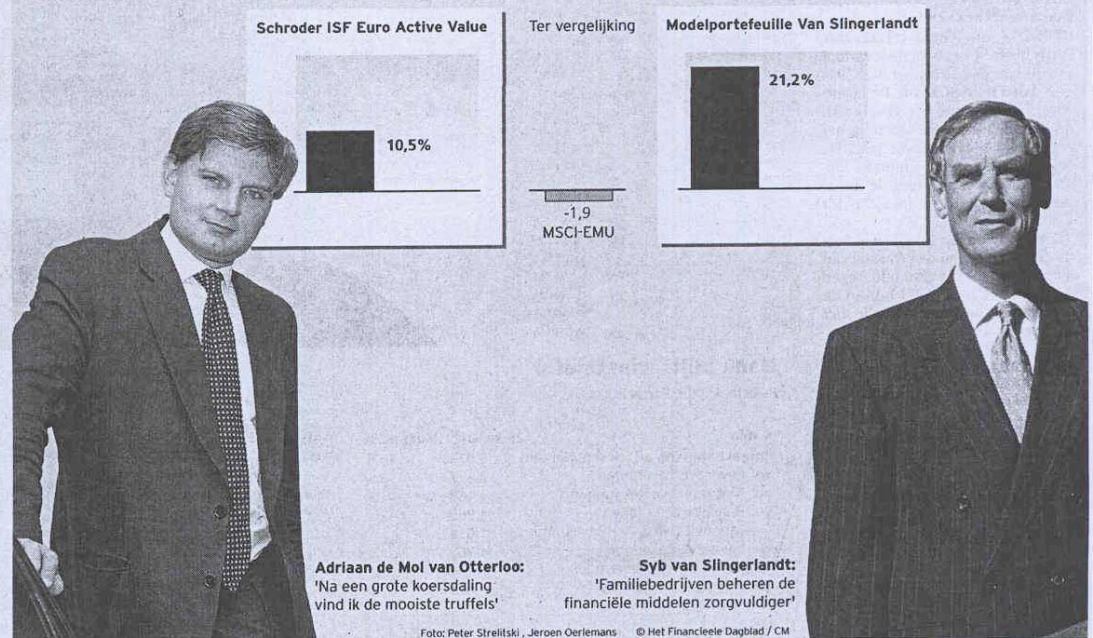 Schroder ISF Euro Active Value
Ter vergelijking
Modelportefeuille Van Slingerlandt
10,5%
21,2%
-1,9
MSCI-EMU
Adriaan de Mol van Otterloo:
'Na een grote koersdaling
vind ik de mooiste truffels'
Syb van Slingerlandt:
'Familiebedrijven beheren de
financiële middelen zorgvuldiger'
Foto: Peter Strelitski, Jeroen Oerlemans © Het Financieele Dagblad / CM